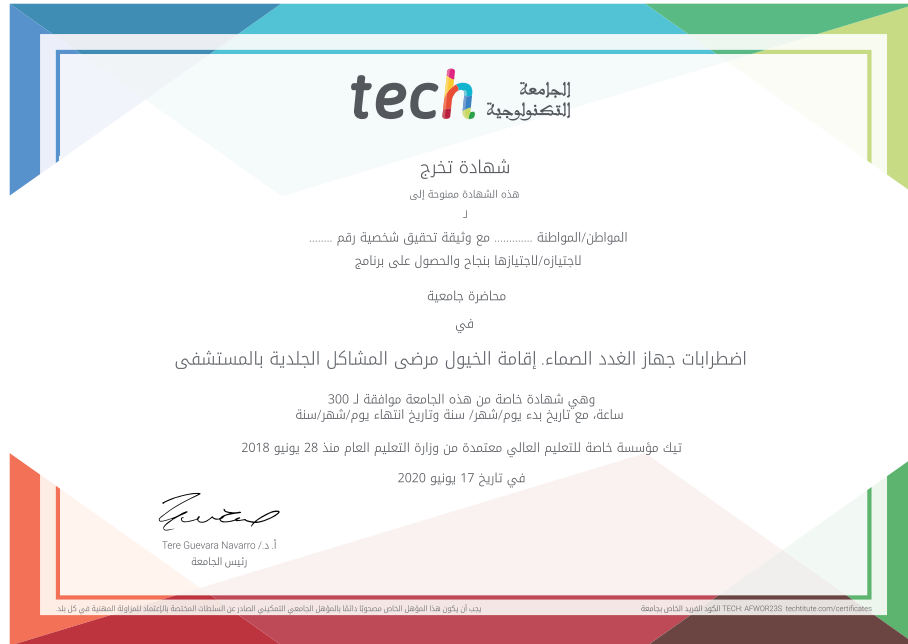 tech الجامعة
التكنولوجية
شهادة تخرج
هذه الشهادة ممنوحة إلى
لـ
المواطن/المواطنة ............. مع وثيقة تحقيق شخصية رقم ........
لاجتيازه/لاجتيازها بنجاح والحصول على برنامج
محاضرة جامعية
في
اضطرابات جهاز الغدد الصماء. إقامة الخيول مرضى المشاكل الجلدية بالمستشفى
وهي شهادة خاصة من هذه الجامعة موافقة لـ 300
ساعة، مع تاريخ بدء يوم/شهر/ سنة وتاريخ انتهاء يوم/شهر/سنة
تيك مؤسسة خاصة للتعليم العالي معتمدة من وزارة التعليم العام منذ 28 يونيو 2018
في تاريخ 17 يونيو 2020
أ. د./ Tere Guevara Navarro
رئيس الجامعة
يجب أن يكون هذا المؤهل الخاص مصحوبًا دائمًا بالمؤهل الجامعي التمكيني الصادر عن السلطات المختصة بالإعتماد للمزاولة المهنية في كل بلد.
الكود الفريد الخاص بجامعة TECH: AFWOR23S techtitute.com/certificates